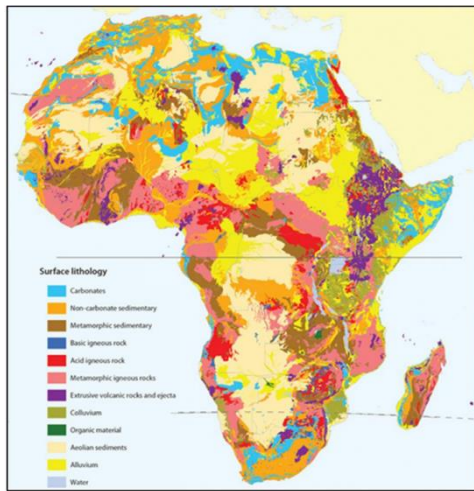 Surface lithology
Carbonates
Non-carbonate sedimentary
Metamorphic sedimentary
Basic igneous rock
Acid igneous rock
Metamorphic igneous rocks
Extrusive volcanic rocks and ejecta
Colluvium
Organic material
Aeolian sediments
Alluvium
Water